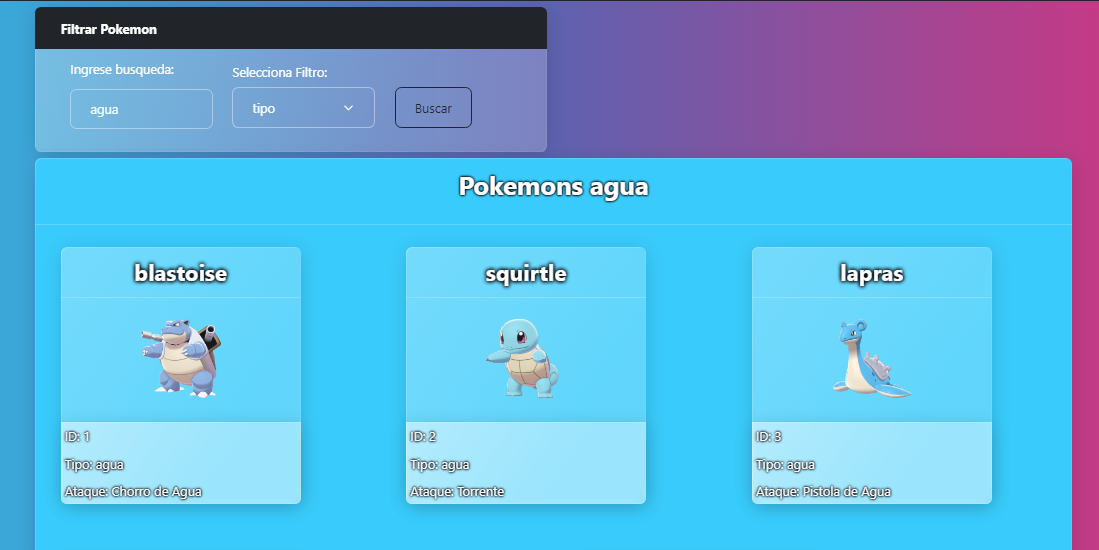 Filtrar Pokemon
Ingrese busqueda:
Selecciona Filtro:
agua
tipo
Buscar
Pokemons agua
blastoise
squirtle
lapras
ID: 1
ID: 2
ID: 3
Tipo: agua
Tipo: agua
Tipo: agua
Ataque: Chorro de Agua
Ataque: Torrente
Ataque: Pistola de Agua